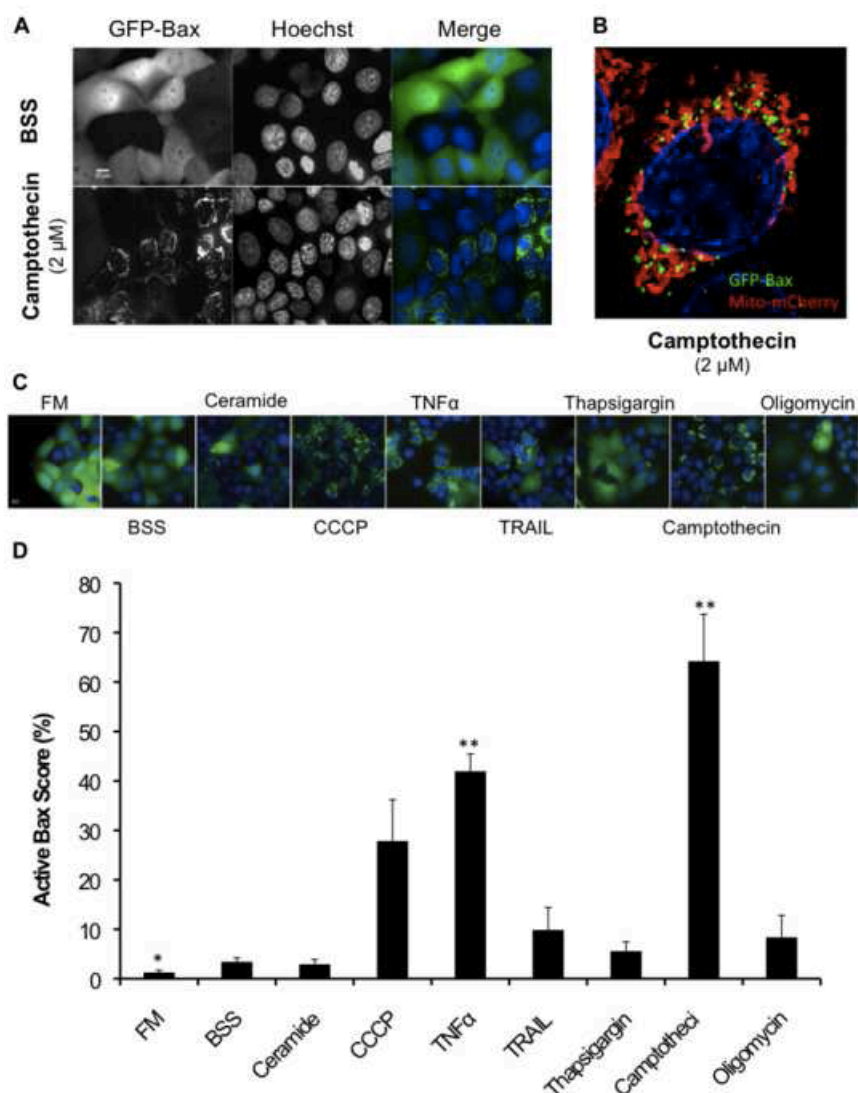 A
GFP-Bax Hoechst Merge
BSS
Camptothecin
(2 µM)
B
GFP-Bax
Mito-mCherry
Camptothecin
(2 µM)
C
FM Ceramide TNFα Thapsigargin Oligomycin
BSS CCCP TRAIL Camptothecin
D
Active Bax Score (%)
80
70
60
50
40
30
20
10
0
*
**
**
FM
BSS
Ceramide
CCCP
TNFα
TRAIL
Thapsigargin
Camptotheci
Oligomycin